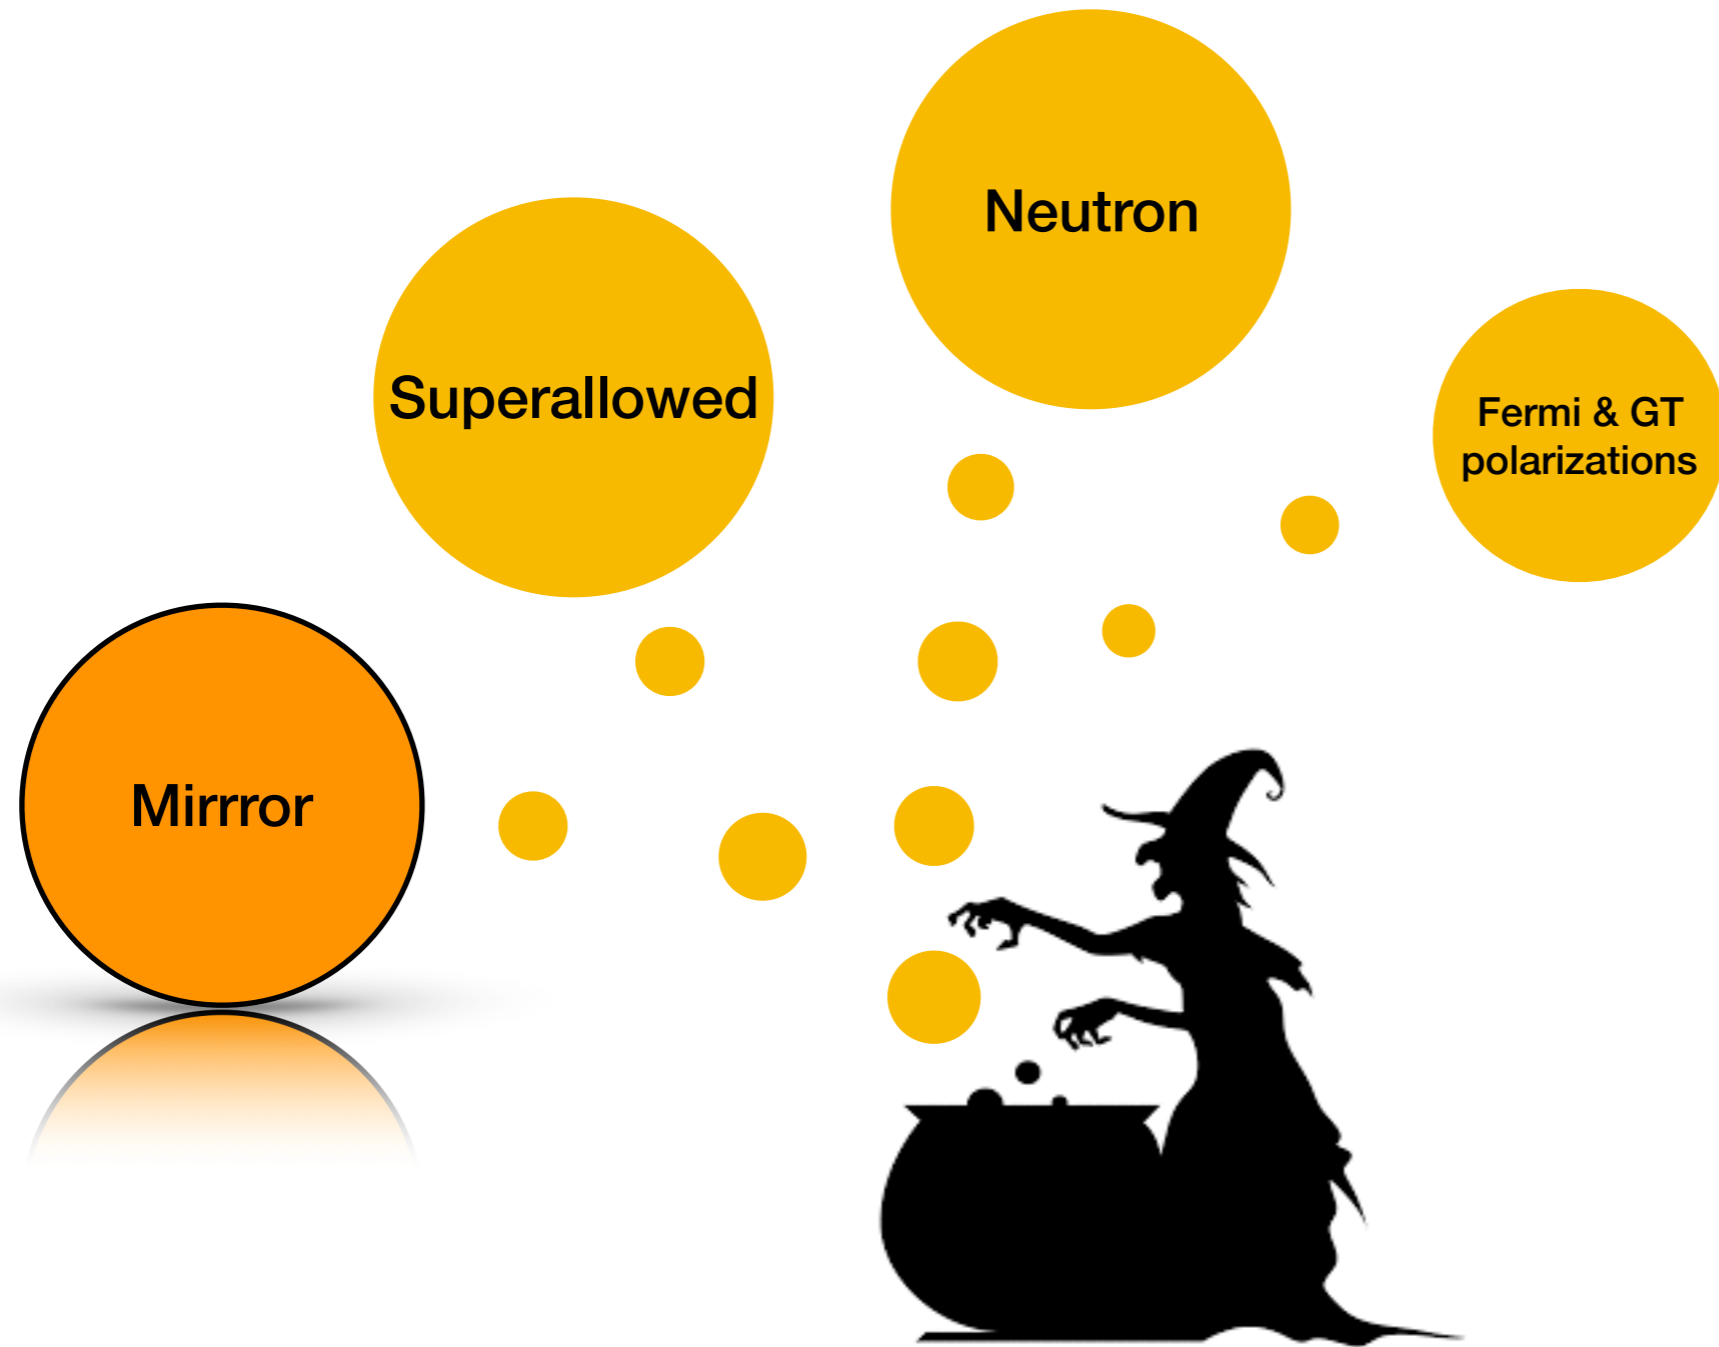 Neutron
Superallowed
Fermi & GT
polarizations
Mirrror